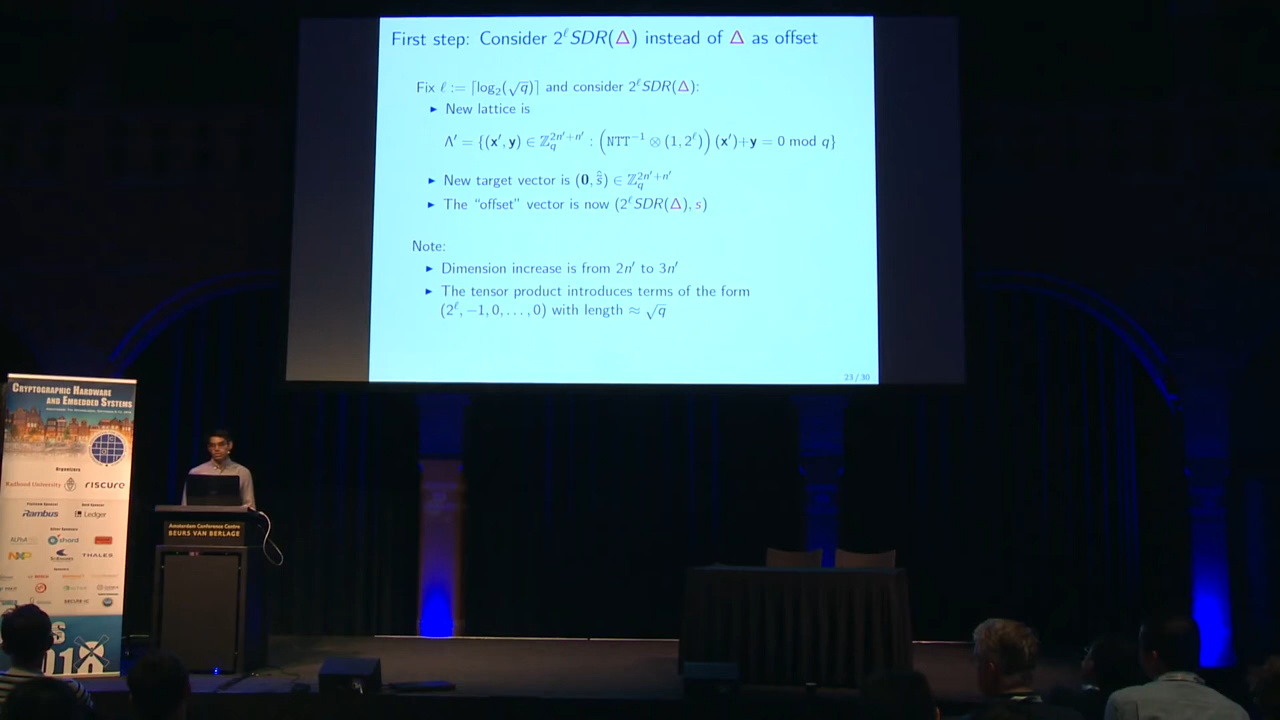 First step: Consider 2^ℓ SDR(Δ) instead of Δ as offset
Fix ℓ := ⌈log₂(√q)⌉ and consider 2^ℓ SDR(Δ):
▶ New lattice is
Λ′ = {(x′, y) ∈ ℤ_q^{2n′+n′} : (NTT⁻¹ ⊗ (1, 2^ℓ)) (x′)+y = 0 mod q}
▶ New target vector is (0, ŝ̂) ∈ ℤ_q^{2n′+n′}
▶ The "offset" vector is now (2^ℓ SDR(Δ), s)
Note:
▶ Dimension increase is from 2n′ to 3n′
▶ The tensor product introduces terms of the form
(2^ℓ, −1, 0, . . . , 0) with length ≈ √q
23 / 30
CRYPTOGRAPHIC HARDWARE
AND EMBEDDED SYSTEMS
Organizers
Radboud University
riscure
Rambus
Ledger
NXP
THALES
Amsterdam Conference Centre
BEURS VAN BERLAGE